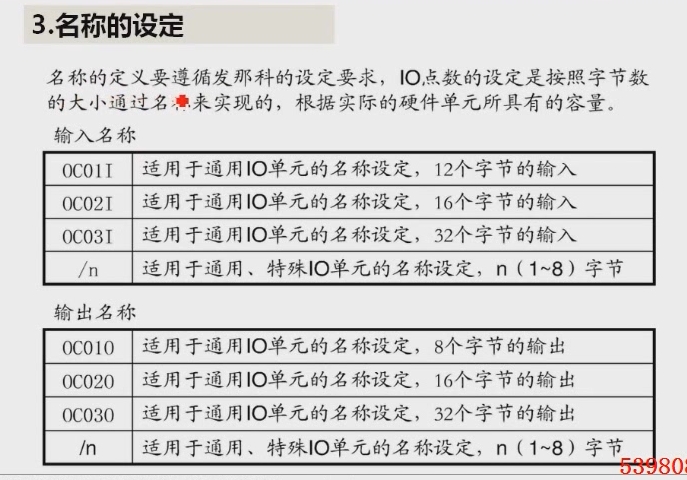 3.名称的设定
名称的定义要遵循发那科的设定要求，IO点数的设定是按照字节数
的大小通过名 来实现的，根据实际的硬件单元所具有的容量。
输入名称
OC01I 适用于通用IO单元的名称设定，12个字节的输入
OC02I 适用于通用IO单元的名称设定，16个字节的输入
OC03I 适用于通用IO单元的名称设定，32个字节的输入
/n 适用于通用、特殊IO单元的名称设定，n（1~8）字节
输出名称
OC01O 适用于通用IO单元的名称设定，8个字节的输出
OC02O 适用于通用IO单元的名称设定，16个字节的输出
OC03O 适用于通用IO单元的名称设定，32个字节的输出
/n 适用于通用、特殊IO单元的名称设定，n（1~8）字节